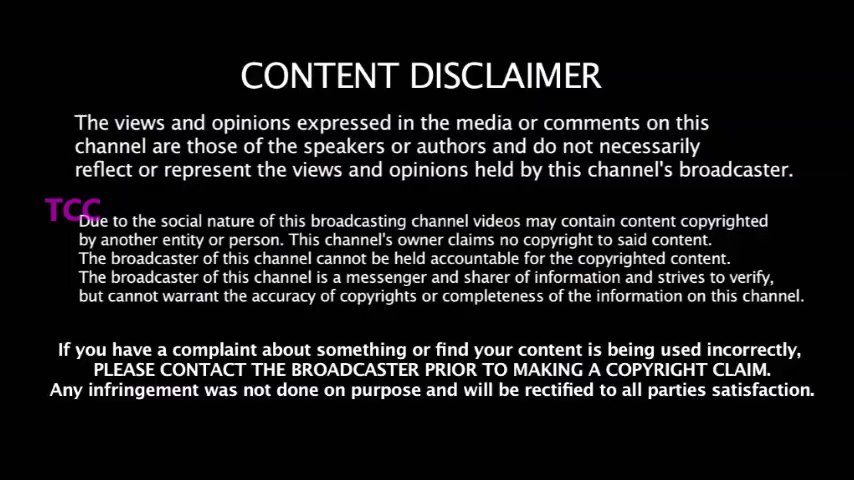 CONTENT DISCLAIMER
The views and opinions expressed in the media or comments on this
channel are those of the speakers or authors and do not necessarily
reflect or represent the views and opinions held by this channel's broadcaster.
TCC
Due to the social nature of this broadcasting channel videos may contain content copyrighted
by another entity or person. This channel's owner claims no copyright to said content.
The broadcaster of this channel cannot be held accountable for the copyrighted content.
The broadcaster of this channel is a messenger and sharer of information and strives to verify,
but cannot warrant the accuracy of copyrights or completeness of the information on this channel.
If you have a complaint about something or find your content is being used incorrectly,
PLEASE CONTACT THE BROADCASTER PRIOR TO MAKING A COPYRIGHT CLAIM.
Any infringement was not done on purpose and will be rectified to all parties satisfaction.